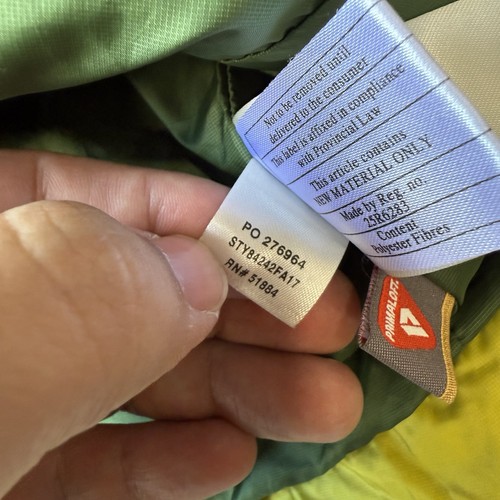 Not to be removed until
delivered to the consumer
This label is affixed in compliance
with Provincial Law
This article contains
NEW MATERIAL ONLY
Made by Reg. no.
25R6283
Content
Polyester Fibres
PO 276964
STY84242FA17
RN# 51884
PRIMALOFT